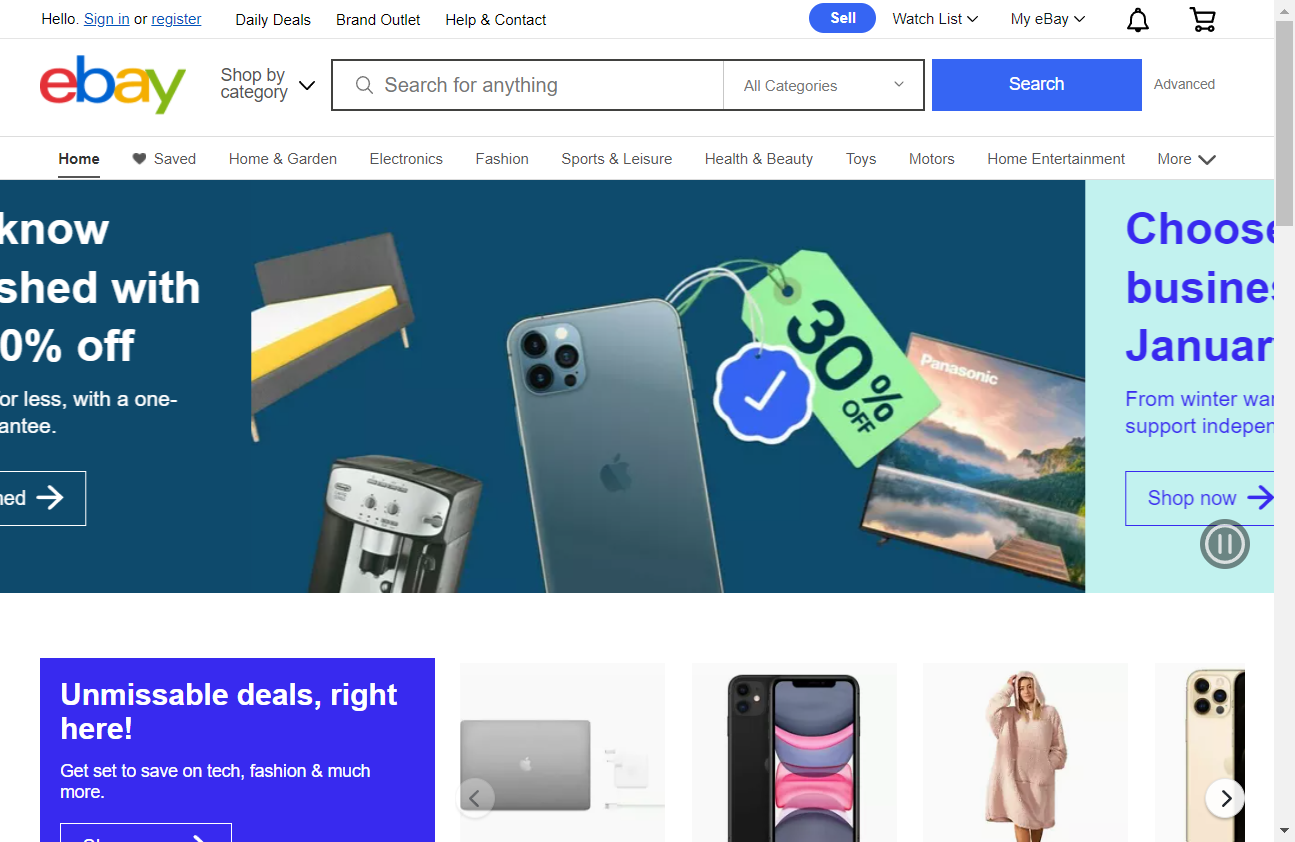 Hello. Sign in or register
Daily Deals
Brand Outlet
Help & Contact
Sell
Watch List
My eBay
ebay
Shop by
category
Search for anything
All Categories
Search
Advanced
Home
Saved
Home & Garden
Electronics
Fashion
Sports & Leisure
Health & Beauty
Toys
Motors
Home Entertainment
More
know
shed with
0% off
or less, with a one-
antee.
ned
30%
OFF
Panasonic
Choose
busines
Januar
From winter war
support indepen
Shop now
Unmissable deals, right
here!
Get set to save on tech, fashion & much
more.